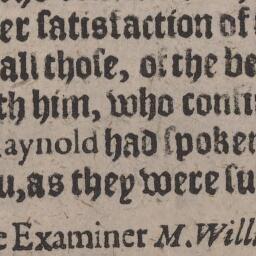 er ſatisfaction of
all thoſe, of the be
th him, who conſi
aynold had ſpoken
u, as they were ſu
e Examiner M. Will